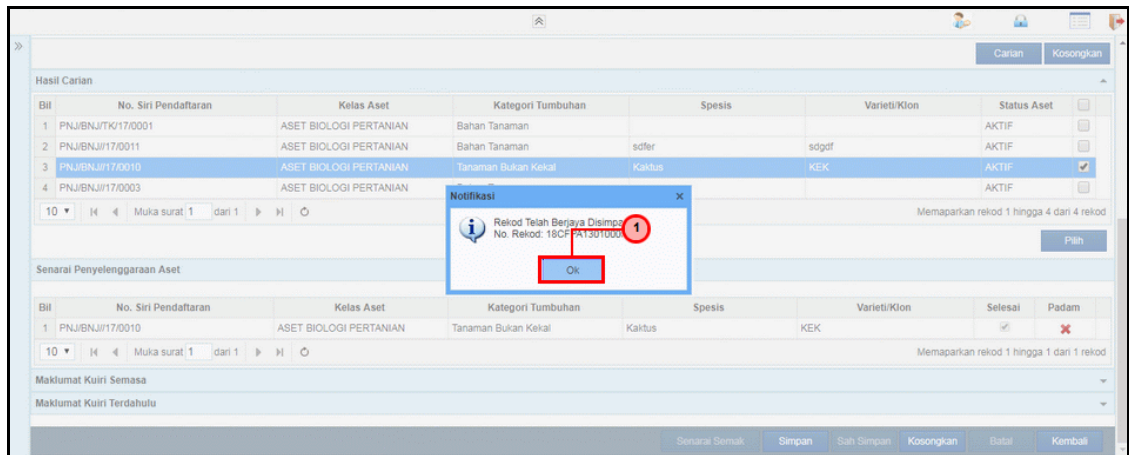 Carian Kosongkan
Hasil Carian
Bil No. Siri Pendaftaran Kelas Aset Kategori Tumbuhan Spesis Varieti/Klon Status Aset
1 PNJ/BNJ/TK/17/0001 ASET BIOLOGI PERTANIAN Bahan Tanaman AKTIF
2 PNJ/BNJ//17/0011 ASET BIOLOGI PERTANIAN Bahan Tanaman sdfer sdgdf AKTIF
3 PNJ/BNJ//17/0010 ASET BIOLOGI PERTANIAN Tanaman Bukan Kekal Kaktus KEK AKTIF
4 PNJ/BNJ//17/0003 ASET BIOLOGI PERTANIAN AKTIF
10 Muka surat 1 dari 1 Memaparkan rekod 1 hingga 4 dari 4 rekod
Notifikasi x
Rekod Telah Berjaya
No. Rekod:
1
Ok
Pilih
Senarai Penyelenggaraan Aset
Bil No. Siri Pendaftaran Kelas Aset Kategori Tumbuhan Spesis Varieti/Klon Selesai Padam
1 PNJ/BNJ//17/0010 ASET BIOLOGI PERTANIAN Tanaman Bukan Kekal Kaktus KEK
10 Muka surat 1 dari 1 Memaparkan rekod 1 hingga 1 dari 1 rekod
Maklumat Kuiri Semasa
Maklumat Kuiri Terdahulu
Senarai Semak Simpan Sah Simpan Kosongkan Batal Kembali